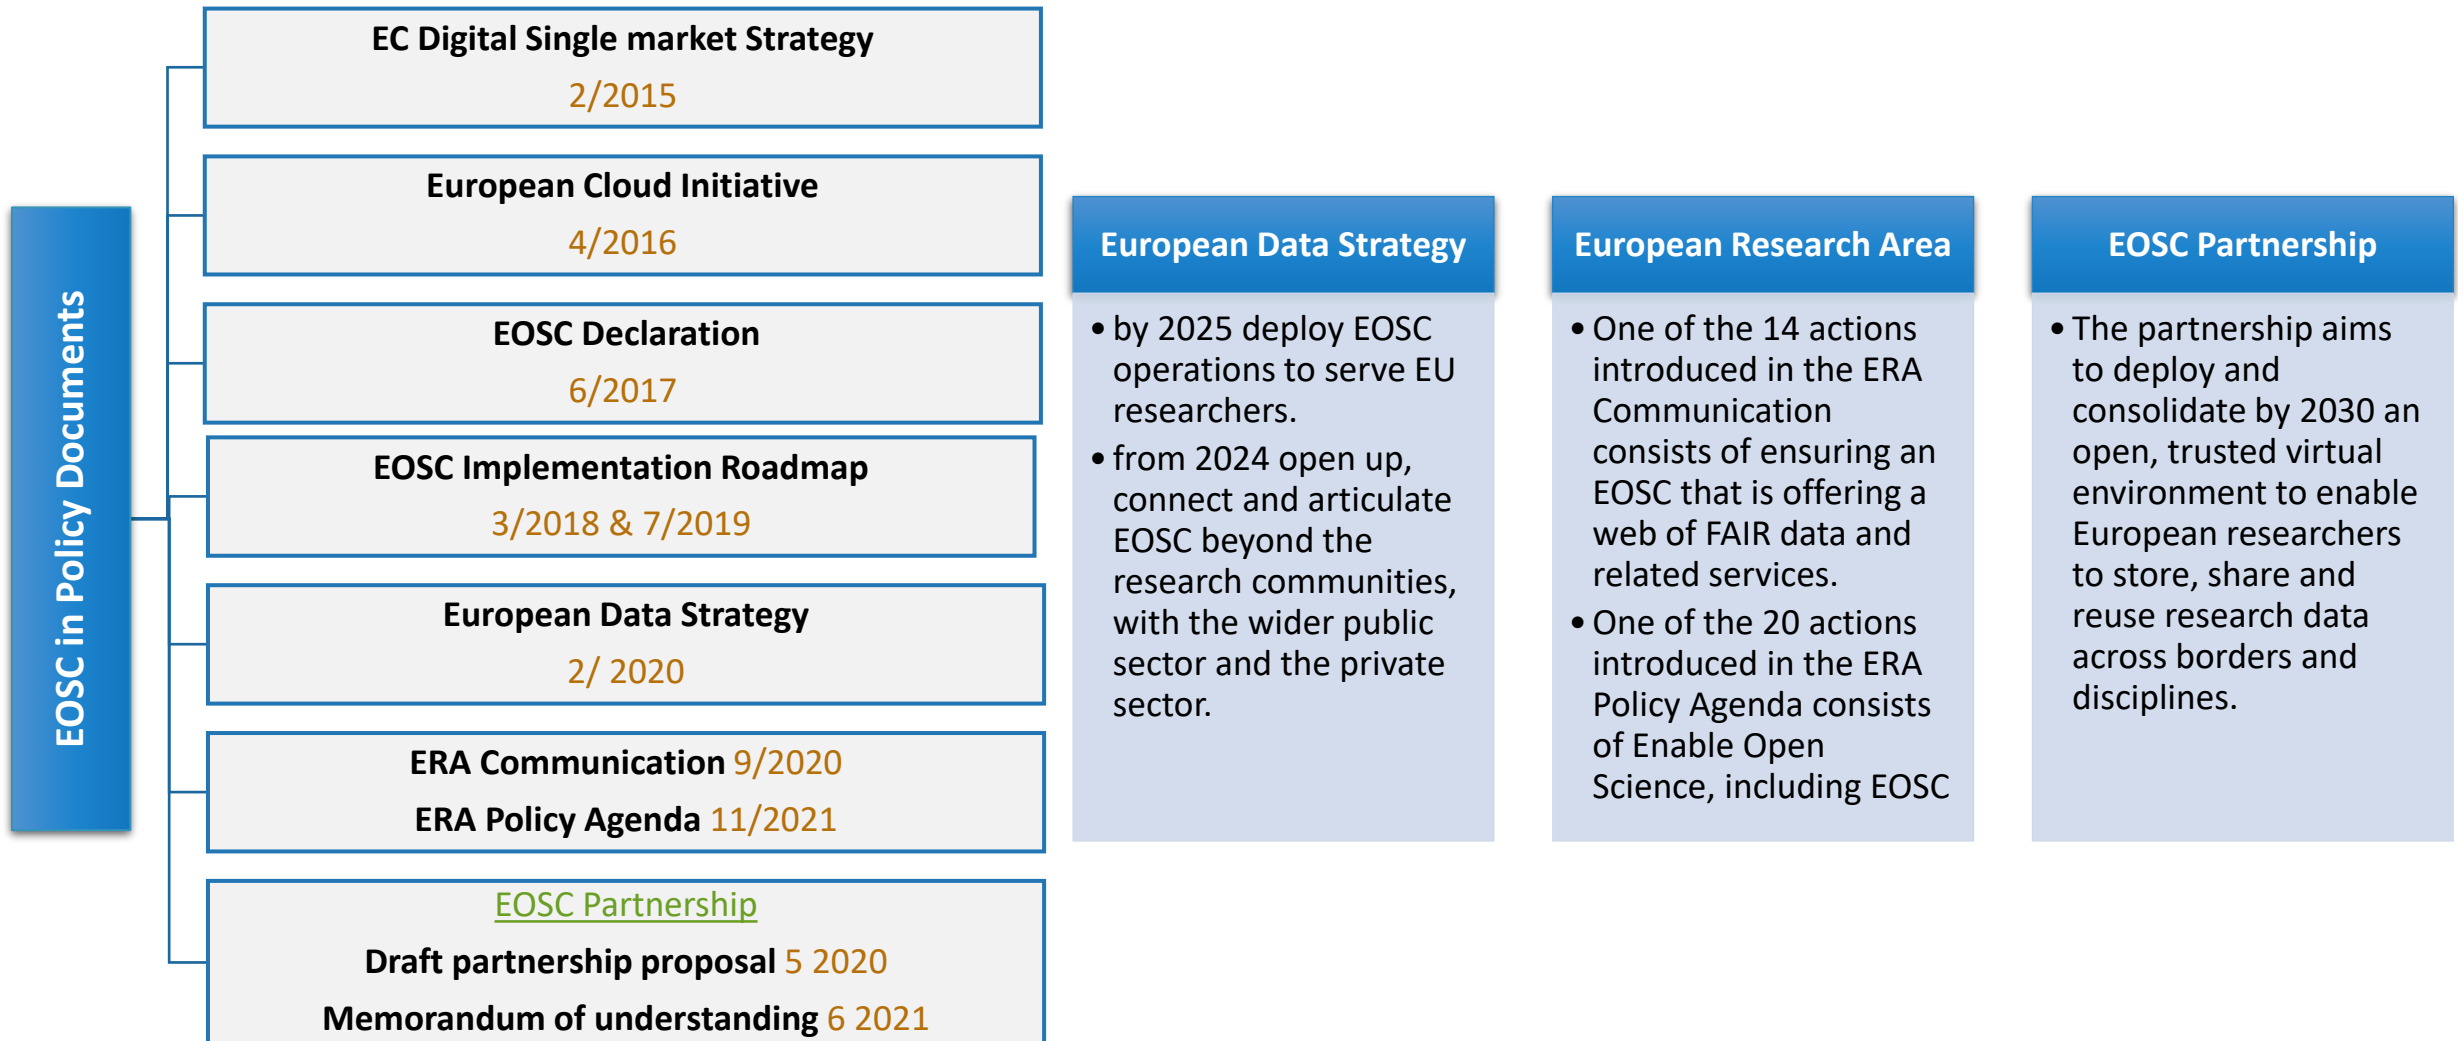 EOSC in Policy Documents
EC Digital Single market Strategy
2/2015
European Cloud Initiative
4/2016
EOSC Declaration
6/2017
EOSC Implementation Roadmap
3/2018 & 7/2019
European Data Strategy
2/ 2020
ERA Communication 9/2020
ERA Policy Agenda 11/2021
EOSC Partnership
Draft partnership proposal 5 2020
Memorandum of understanding 6 2021
European Data Strategy
• by 2025 deploy EOSC
operations to serve EU
researchers.
• from 2024 open up,
connect and articulate
EOSC beyond the
research communities,
with the wider public
sector and the private
sector.
European Research Area
• One of the 14 actions
introduced in the ERA
Communication
consists of ensuring an
EOSC that is offering a
web of FAIR data and
related services.
• One of the 20 actions
introduced in the ERA
Policy Agenda consists
of Enable Open
Science, including EOSC
EOSC Partnership
• The partnership aims
to deploy and
consolidate by 2030 an
open, trusted virtual
environment to enable
European researchers
to store, share and
reuse research data
across borders and
disciplines.